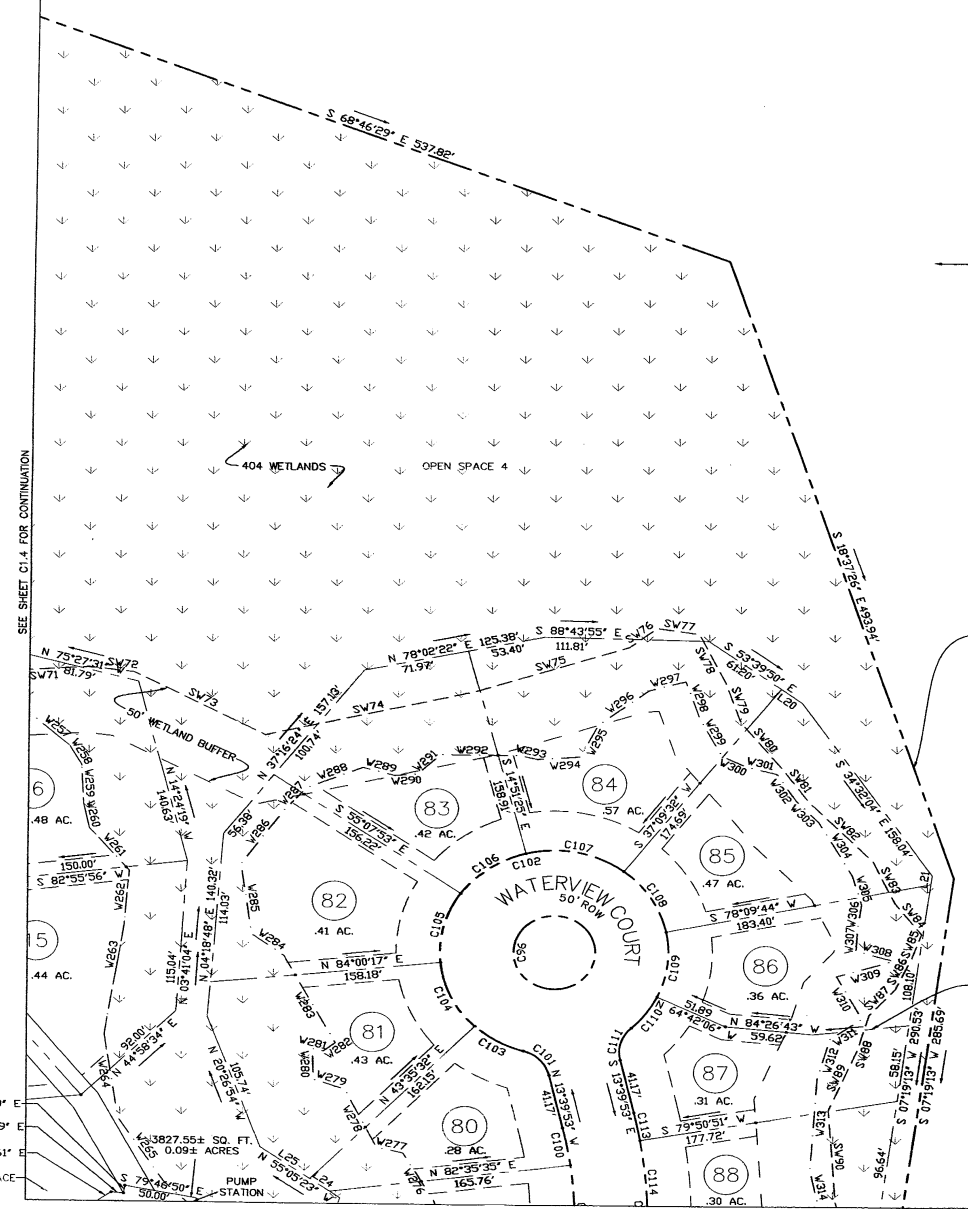 S 68°46'29" E 537.82'
404 WETLANDS
OPEN SPACE 4
SEE SHEET C1.4 FOR CONTINUATION
S 18°37'26" E 493.94'
N 75°27'31
81.79'
SW71
SW72
SW73
50' WETLAND BUFFER
N 78°02'22" E 125.38'
71.97'
53.40'
S 88°43'55" E
111.81'
SW74
SW75
SW76
SW77
SW78
SW79
SW80
SW81
SW82
SW83
SW84
SW85
SW86
SW87
SW88
SW89
SW90
S 53°39'50" E
61.20'
L20
S 34°32'04" E 158.04'
L21
N 37°16'24" E 157.13'
100.74'
56.38'
W257
W258
W259
W260
W261
W262
W263
W264
W265
N 14°24'19" W
140.63'
6
.48 AC.
150.00'
S 82°55'56"
15
.44 AC.
W276
W277
W278
W279
W280
W281
W282
W283
W284
W285
W286
W287
W288
W289
W290
W291
W292
W293
W294
W295
W296
W297
W298
W299
W300
W301
W302
W303
W304
W305
W306
W307
W308
W309
W310
W311
W312
W313
W314
83
.42 AC.
84
.57 AC.
85
.47 AC.
S 55°07'53" E
156.22'
S 14°51'25" E
158.91'
S 37°09'32" W
174.69'
C106
C102
C107
C108
C105
C96
C109
C104
C103
C101
C110
C111
WATERVIEW COURT
50' ROW
82
.41 AC.
S 78°09'44" W
183.40'
86
.36 AC.
N 84°00'17" E
158.18'
N 04°18'48" E 140.32'
114.03'
N 03°41'04" E
115.04'
N 44°58'34" E
92.00'
N 20°26'54" W
105.74'
81
.43 AC.
162.15'
51.89
N 64°42'06" W
N 84°26'43" W
59.62'
87
.31 AC.
S 79°50'51" W
177.72'
88
.30 AC.
N 13°39'53" W
41.17'
C100
S 13°39'53" E
41.17'
C113
C114
80
.28 AC.
N 82°35'35" E
165.76'
3827.55± SQ. FT.
0.09± ACRES
L25
L24
N 55°05'23"
PUMP
STATION
S 79°46'50" E
50.00'
108.10'
58.15'
96.64'
S 07°19'13" W 290.53'
S 07°19'13" W 285.69'